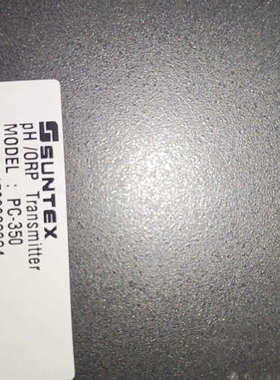 SUNTEX
pH/ORP Transmitter
MODEL : PC-350